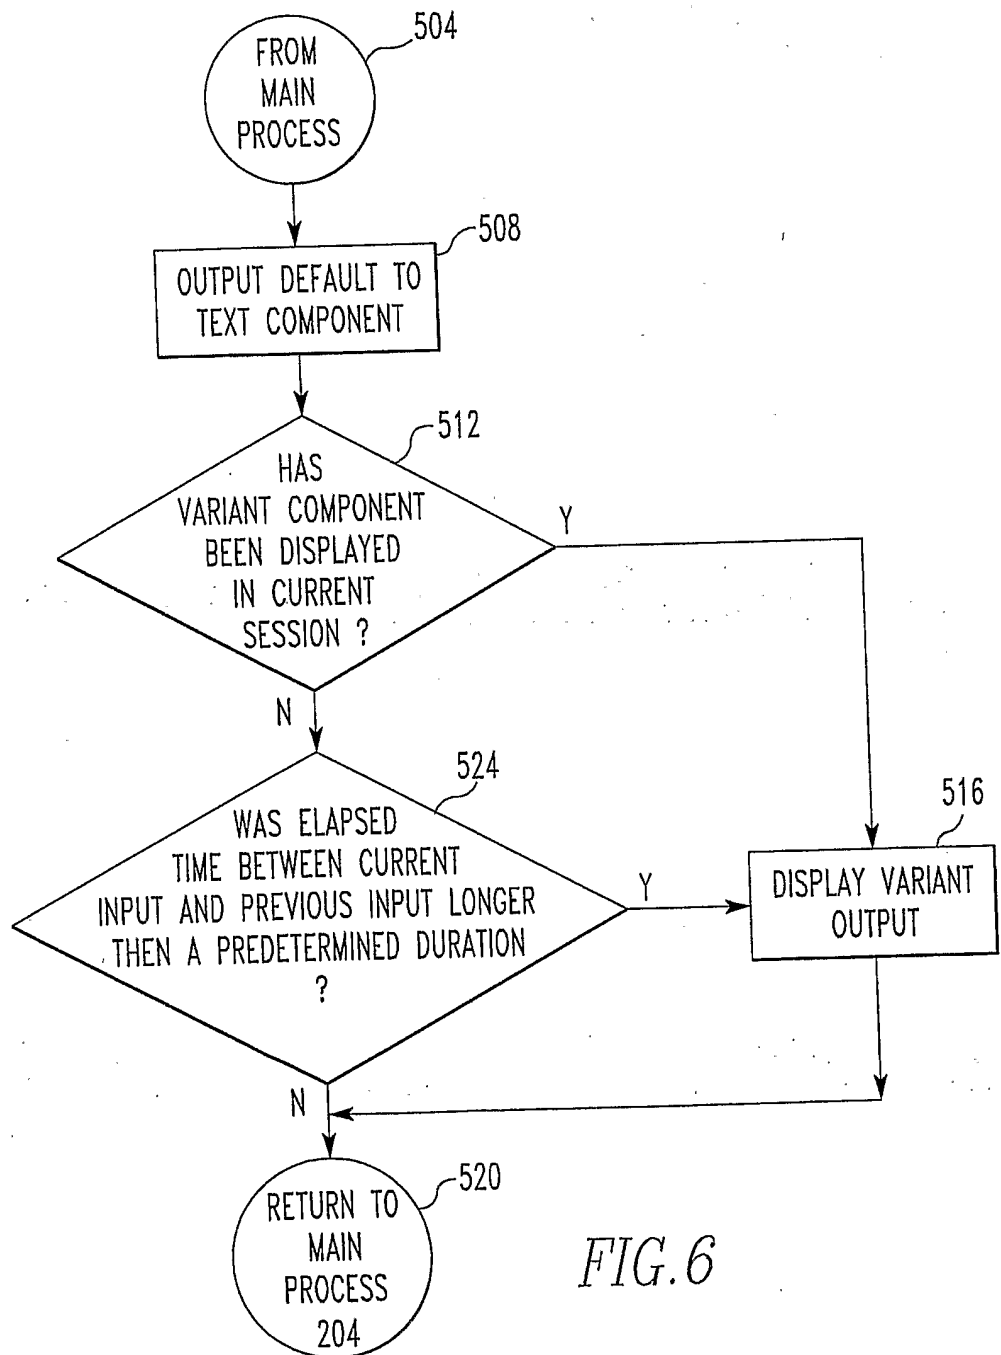 504
FROM
MAIN
PROCESS
508
OUTPUT DEFAULT TO
TEXT COMPONENT
512
HAS
VARIANT COMPONENT
BEEN DISPLAYED
IN CURRENT
SESSION ?
Y
N
524
WAS ELAPSED
TIME BETWEEN CURRENT
INPUT AND PREVIOUS INPUT LONGER
THEN A PREDETERMINED DURATION
?
Y
516
DISPLAY VARIANT
OUTPUT
N
520
RETURN TO
MAIN
PROCESS
204
FIG.6